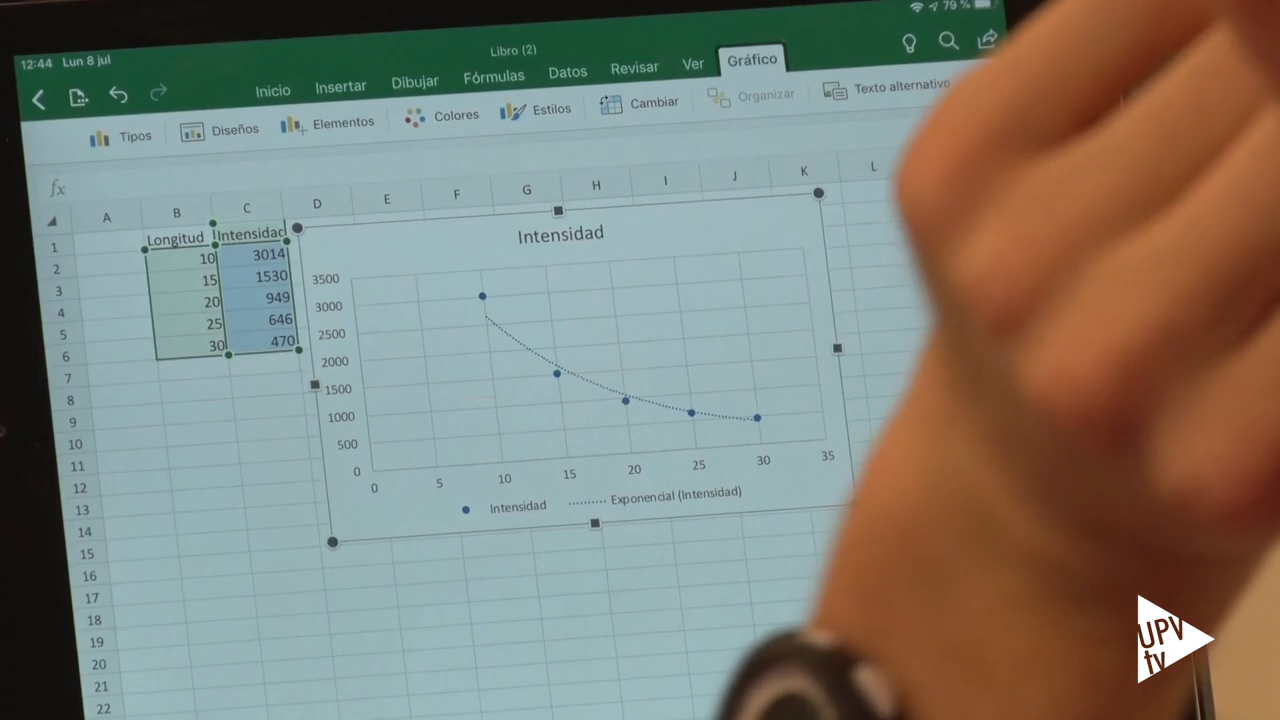 12:44 Lun 8 jul
Libro (2)
79 %
Inicio Insertar Dibujar Fórmulas Datos Revisar Ver Gráfico
Tipos Diseños Elementos Colores Estilos Cambiar Organizar Texto alternativo
fx
A B C D E F G H I J K L
1 Longitud Intensidad
2 10 3014
3 15 1530
4 20 949
5 25 646
6 30 470
7
8
9
10
11
12
13
14
15
16
17
18
19
20
21
22
Intensidad
3500
3000
2500
2000
1500
1000
500
0
0 5 10 15 20 25 30 35
Intensidad Exponencial (Intensidad)
UPV
tv